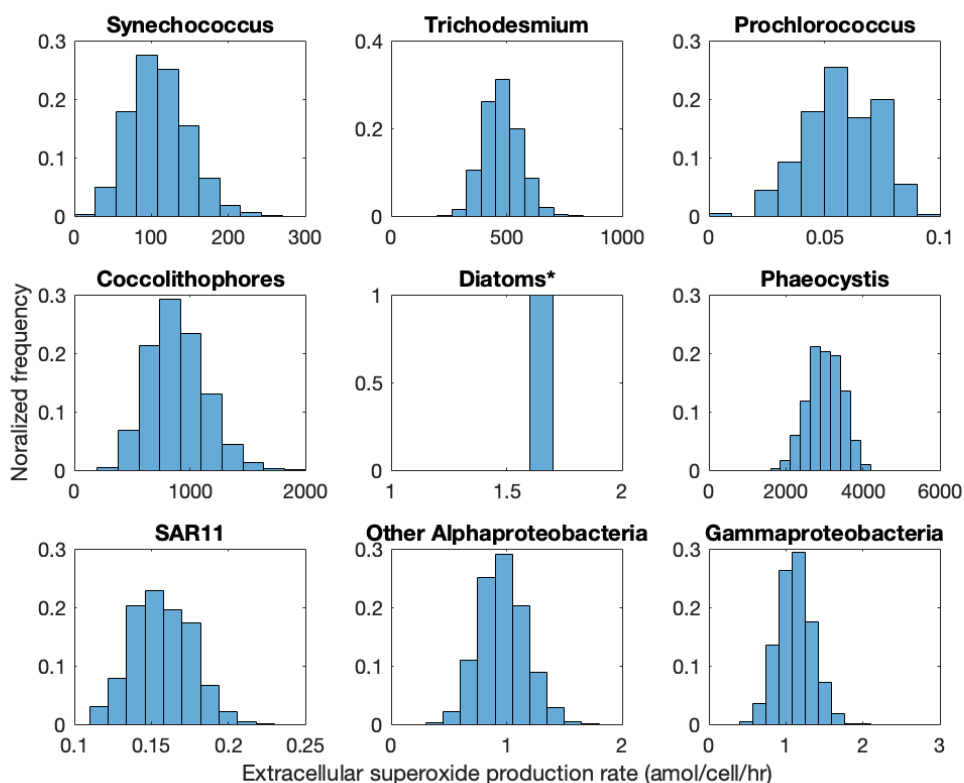 Synechococcus
Trichodesmium
Prochlorococcus
0.3
0.2
0.1
0
0 100 200 300
0.4
0.2
0
0 500 1000
0.3
0.2
0.1
0
0 0.05 0.1
Coccolithophores
Diatoms*
Phaeocystis
Noralized frequency
0.3
0.2
0.1
0
0 1000 2000
1
0.5
0
1 1.5 2
0.3
0.2
0.1
0
0 2000 4000 6000
SAR11
Other Alphaproteobacteria
Gammaproteobacteria
0.3
0.2
0.1
0
0.1 0.15 0.2 0.25
0.3
0.2
0.1
0
0 1 2
0.3
0.2
0.1
0
0 1 2 3
Extracellular superoxide production rate (amol/cell/hr)